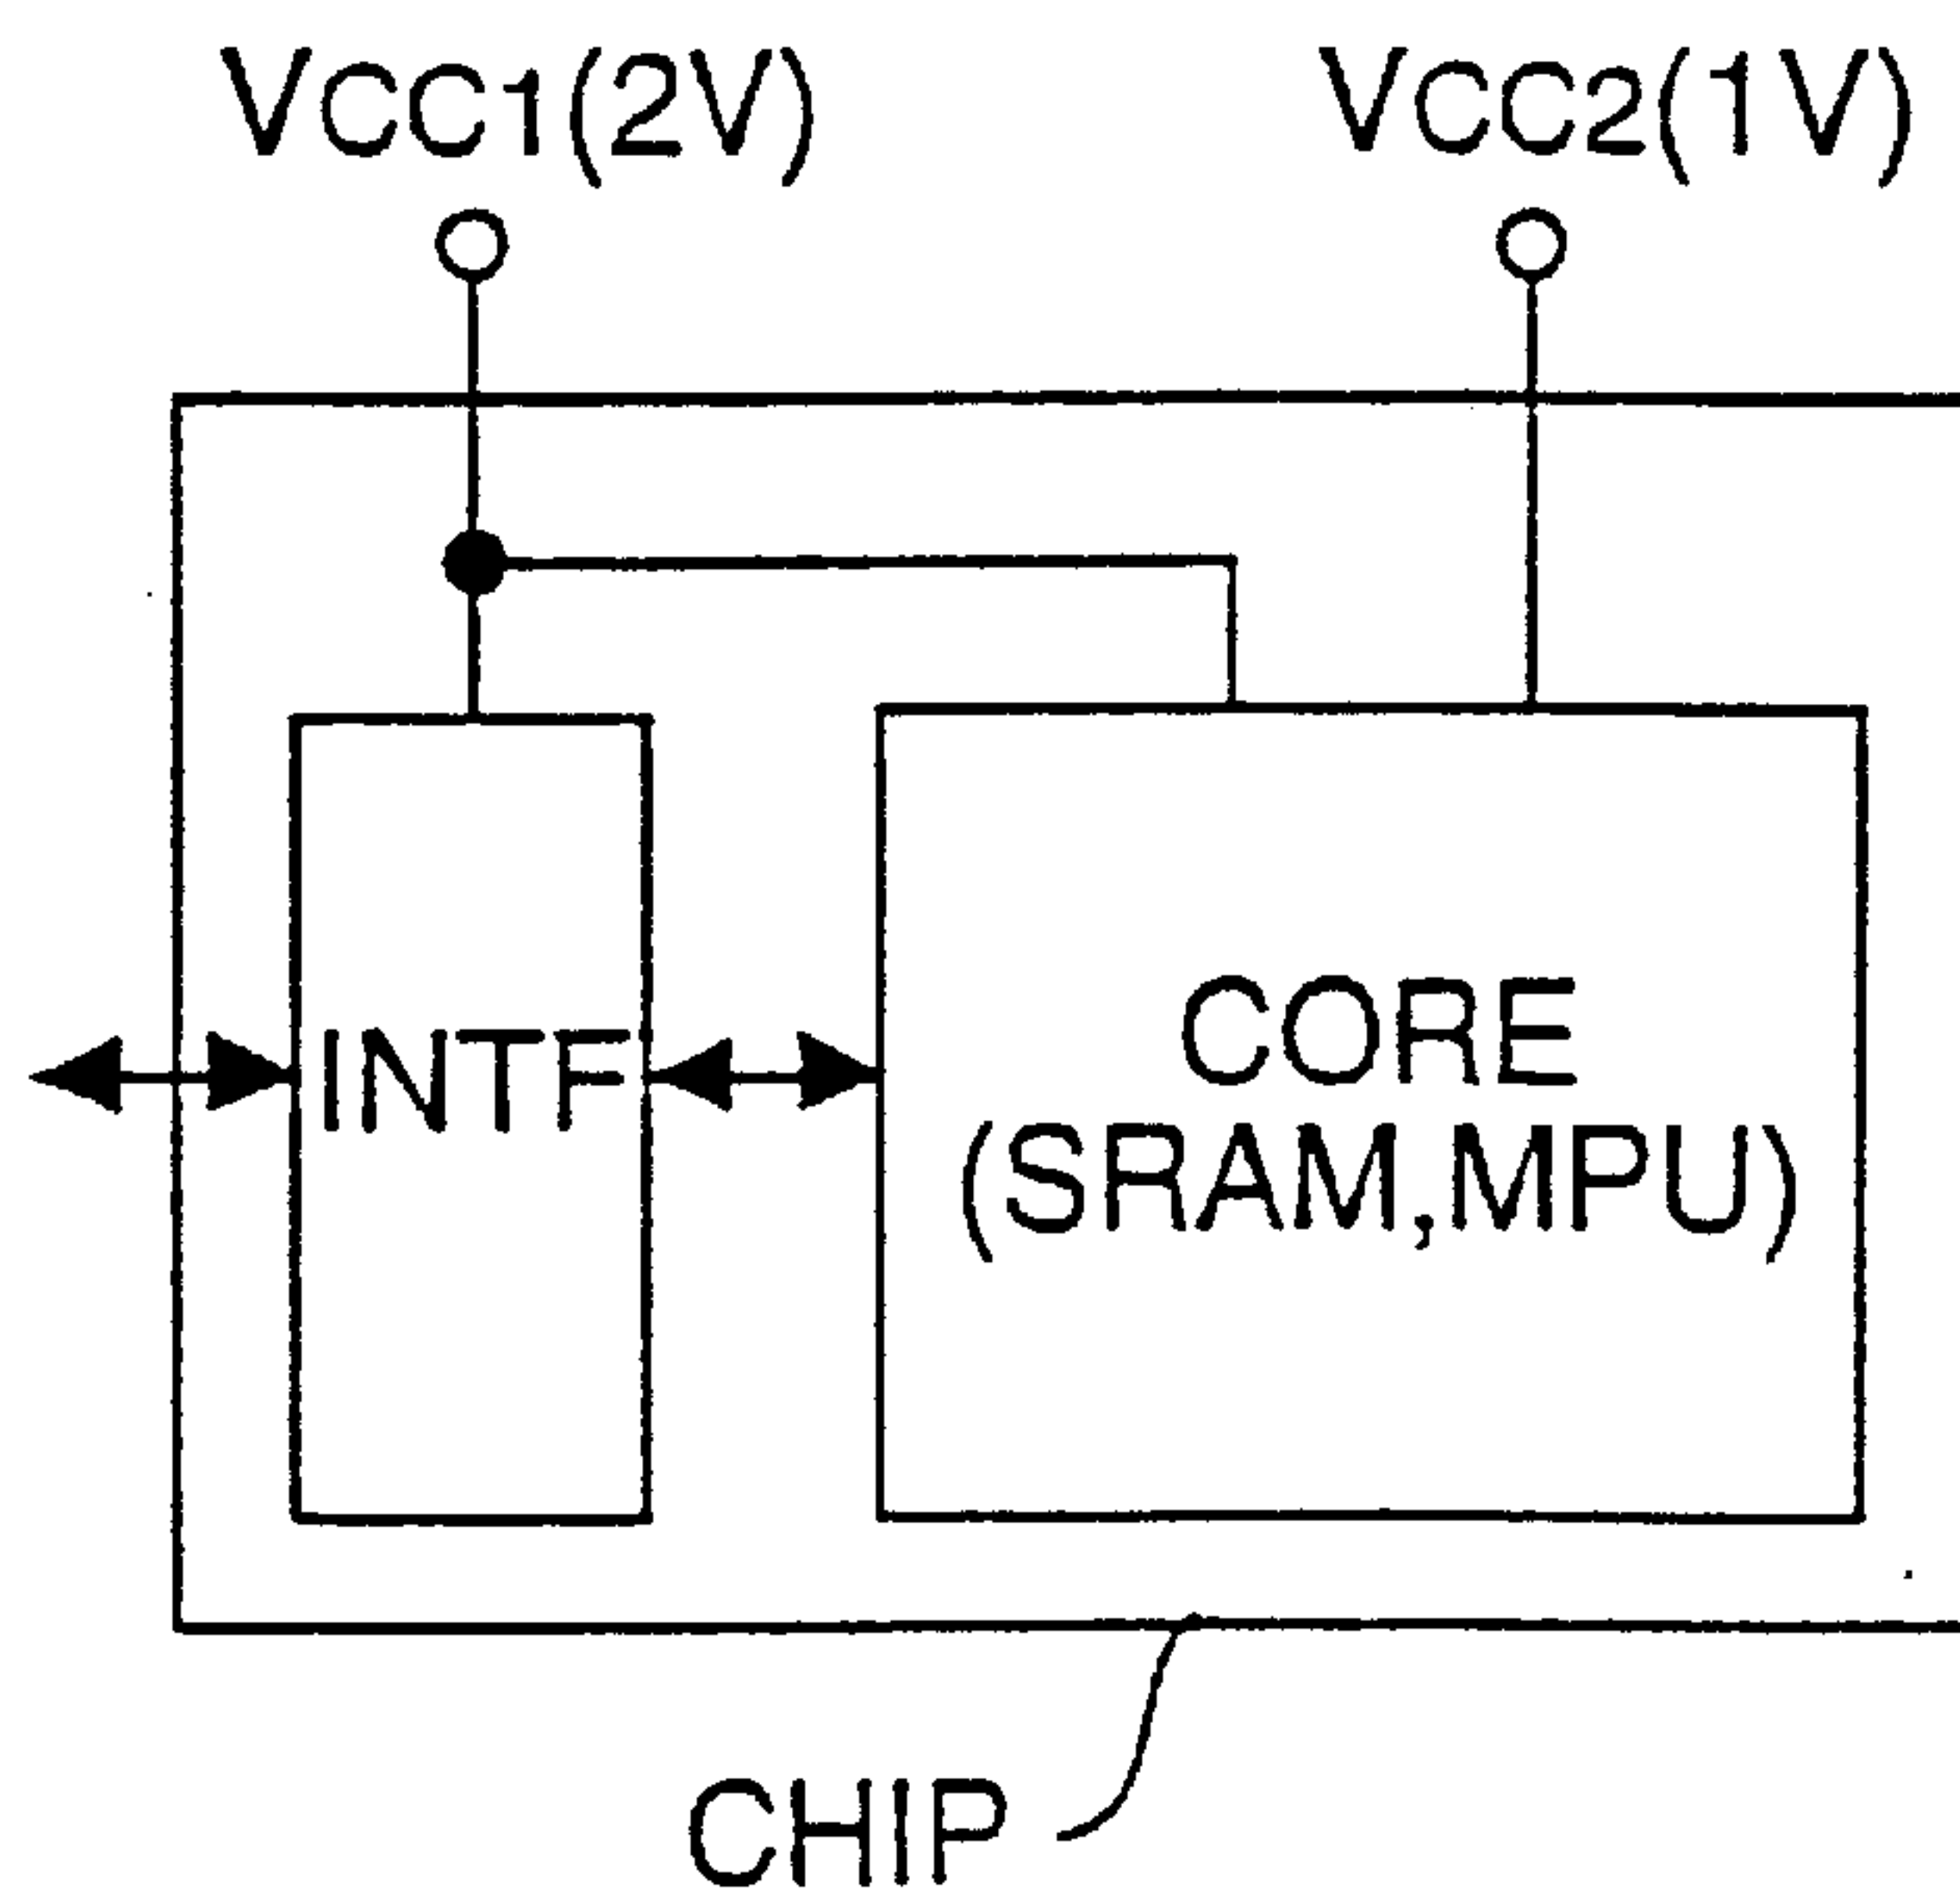 VCC1(2V)
VCC2(1V)
INTF
CORE
(SRAM,MPU)
CHIP